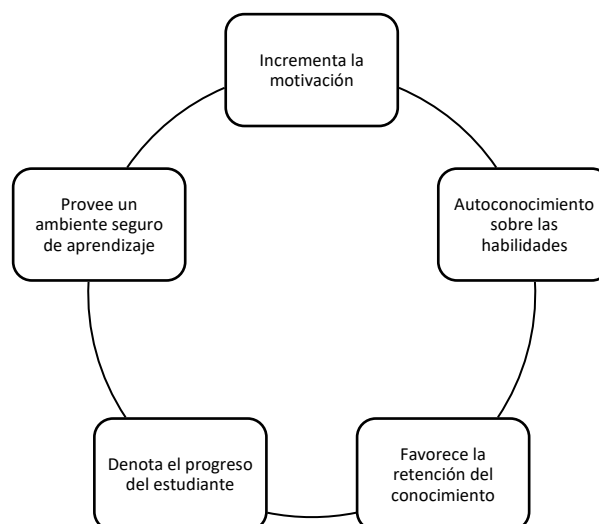 Incrementa la
motivación
Autoconocimiento
sobre las
habilidades
Favorece la
retención del
conocimiento
Denota el progreso
del estudiante
Provee un
ambiente seguro
de aprendizaje